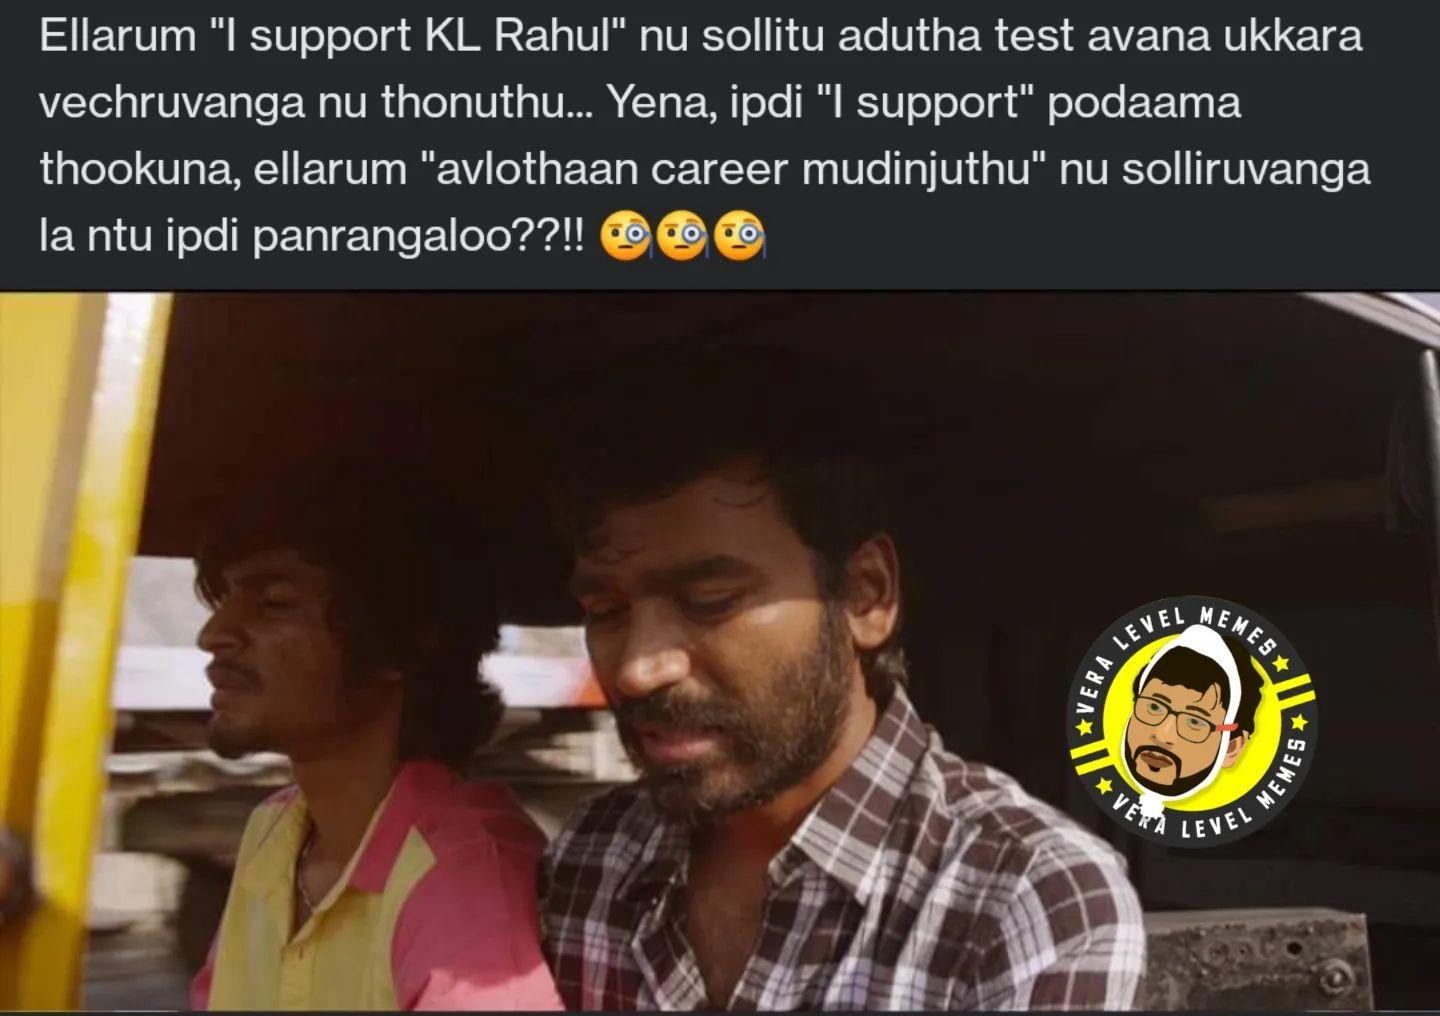 Ellarum "I support KL Rahul" nu sollitu adutha test avana ukkara
vechruvanga nu thonuthu... Yena, ipdi "I support" podaama
thookuna, ellarum "avlothaan career mudinjuthu" nu solliruvanga
la ntu ipdi panrangaloo??!! 🧐🧐🧐
VERA LEVEL MEMES
VERA LEVEL MEMES